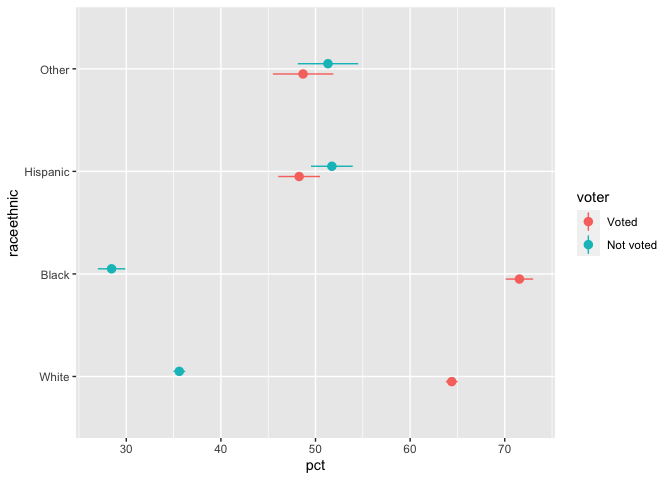 Other
Hispanic
Black
White
raceethnic
30 40 50 60 70
pct
voter
Voted
Not voted